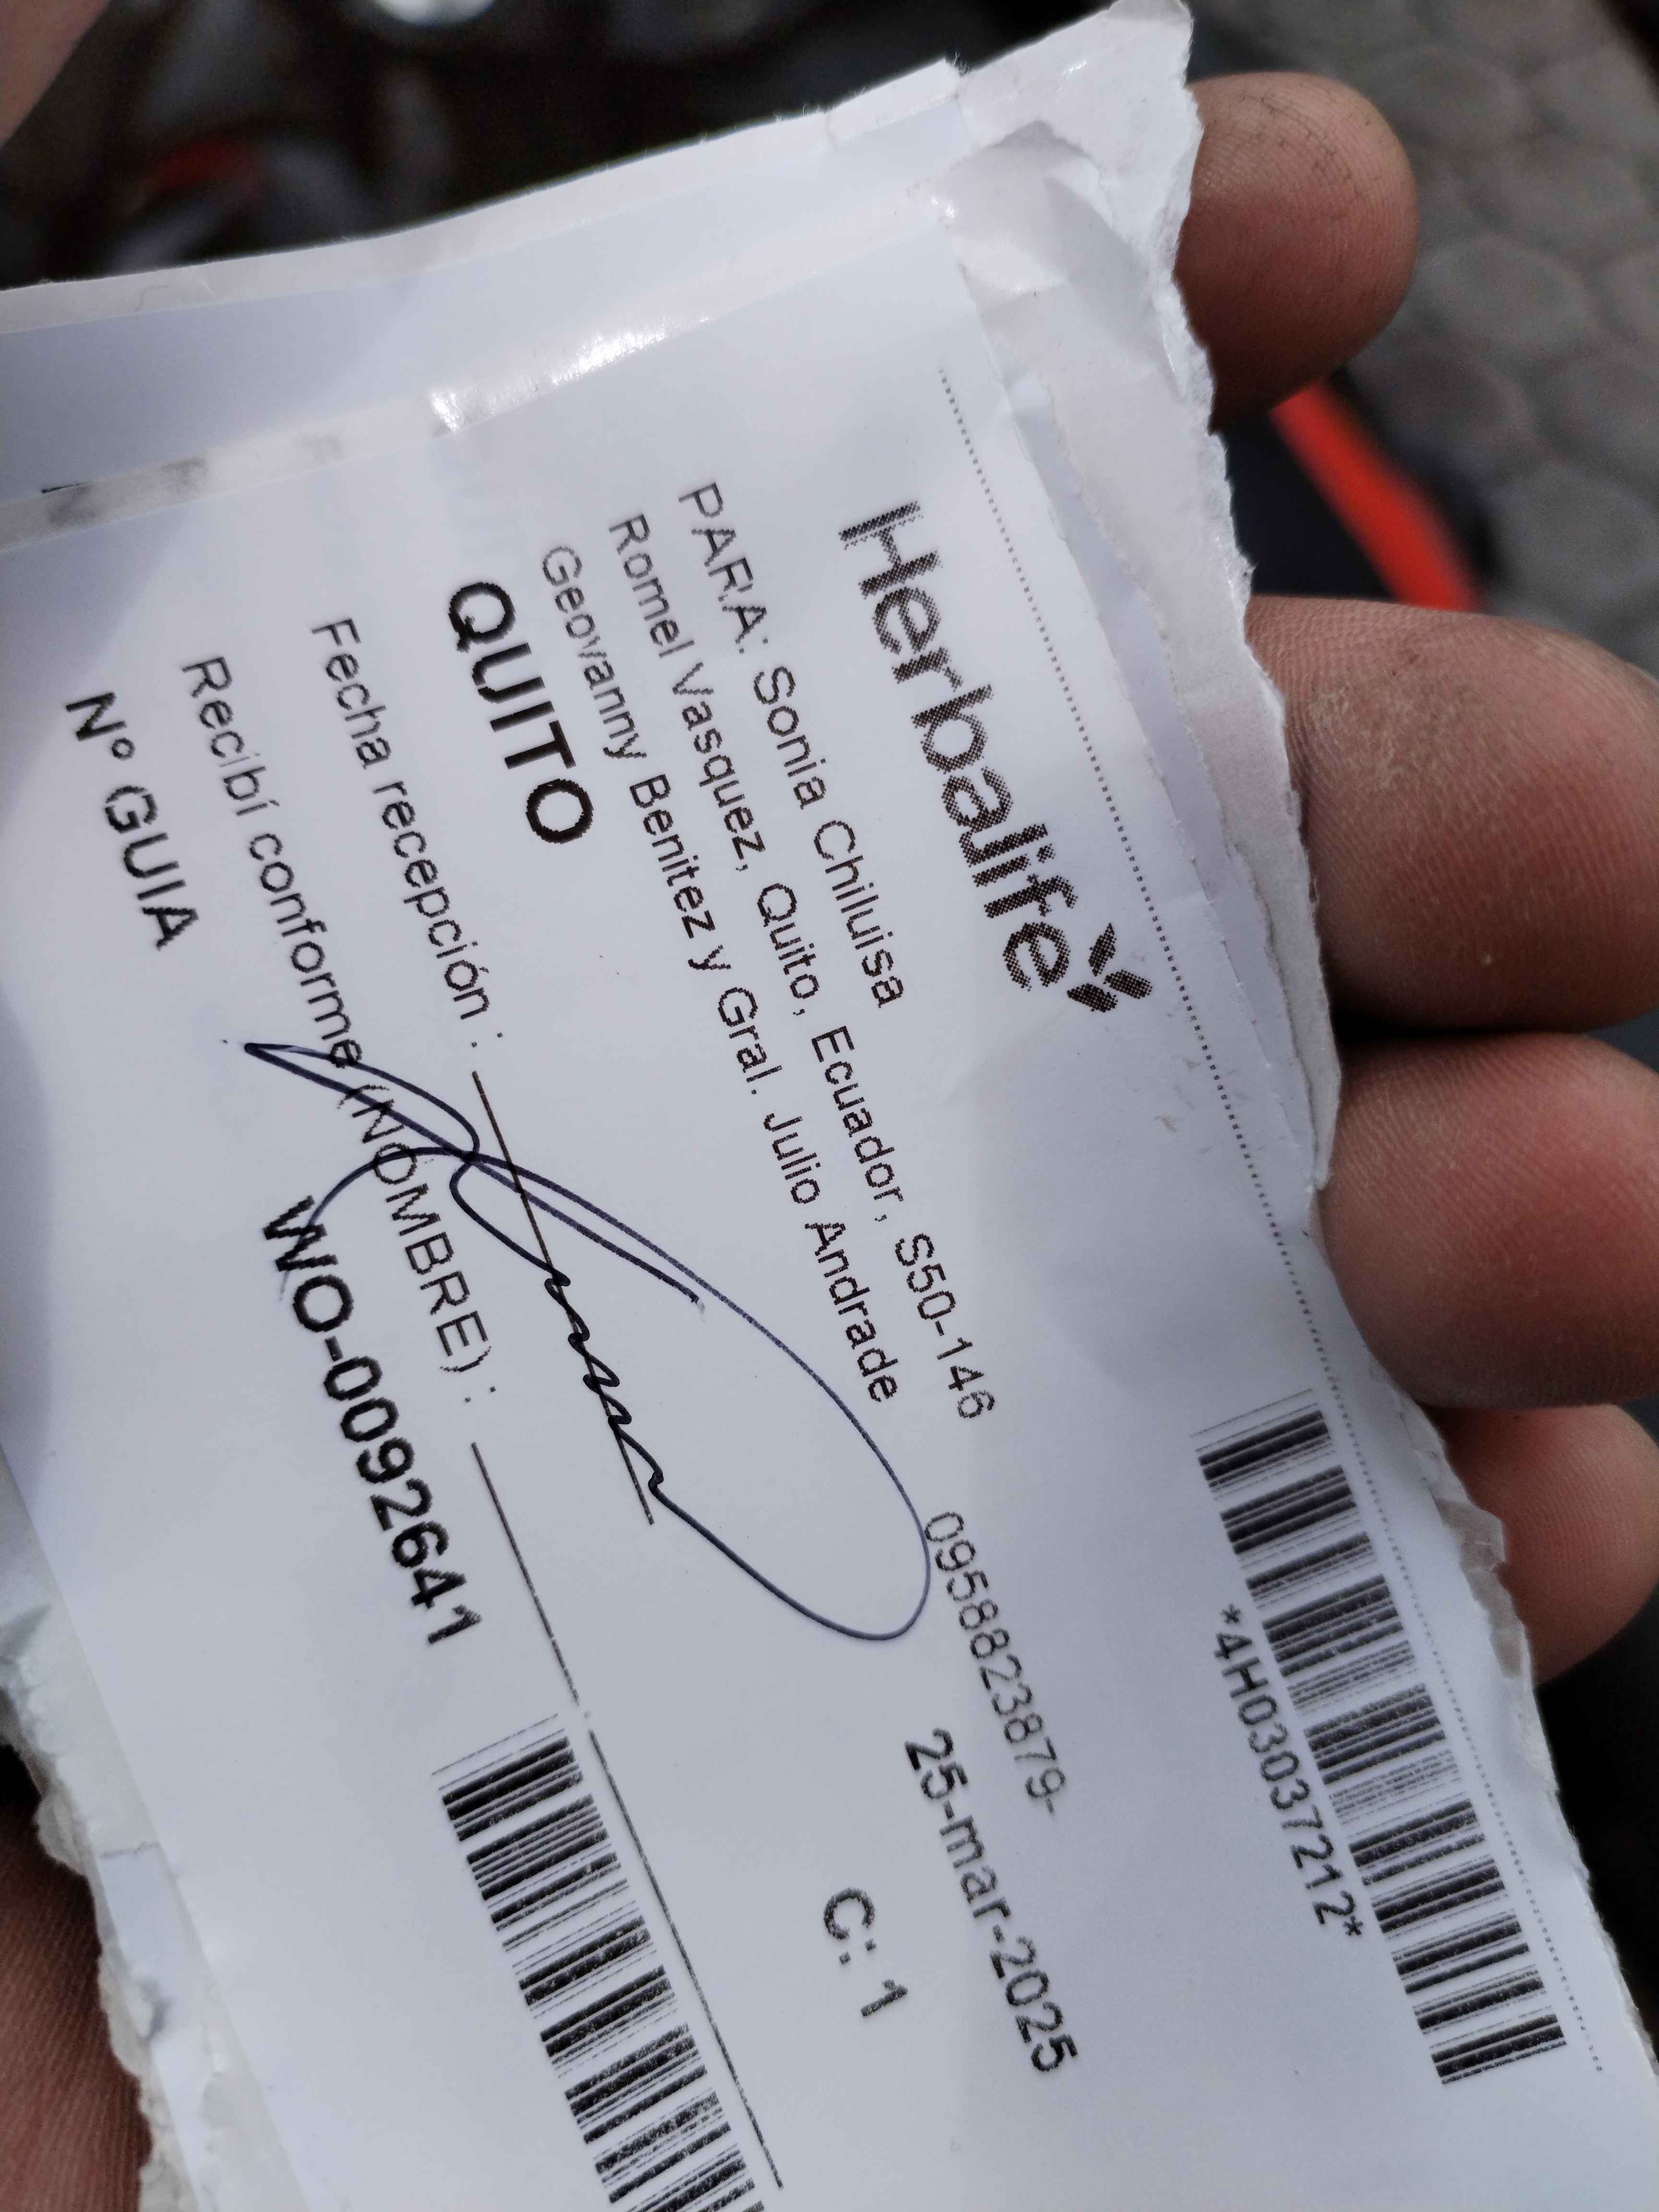 Herbalife
*4H03037212*
PARA: Sonia Chiluisa
Romel Vasquez, Quito, Ecuador, S50-146 0958823879-
Geovanny Benitez y Gral. Julio Andrade
25-mar-2025
QUITO
C: 1
Fecha recepción :
Recibí conforme (NOMBRE) :
Nº GUIA WO-0092641